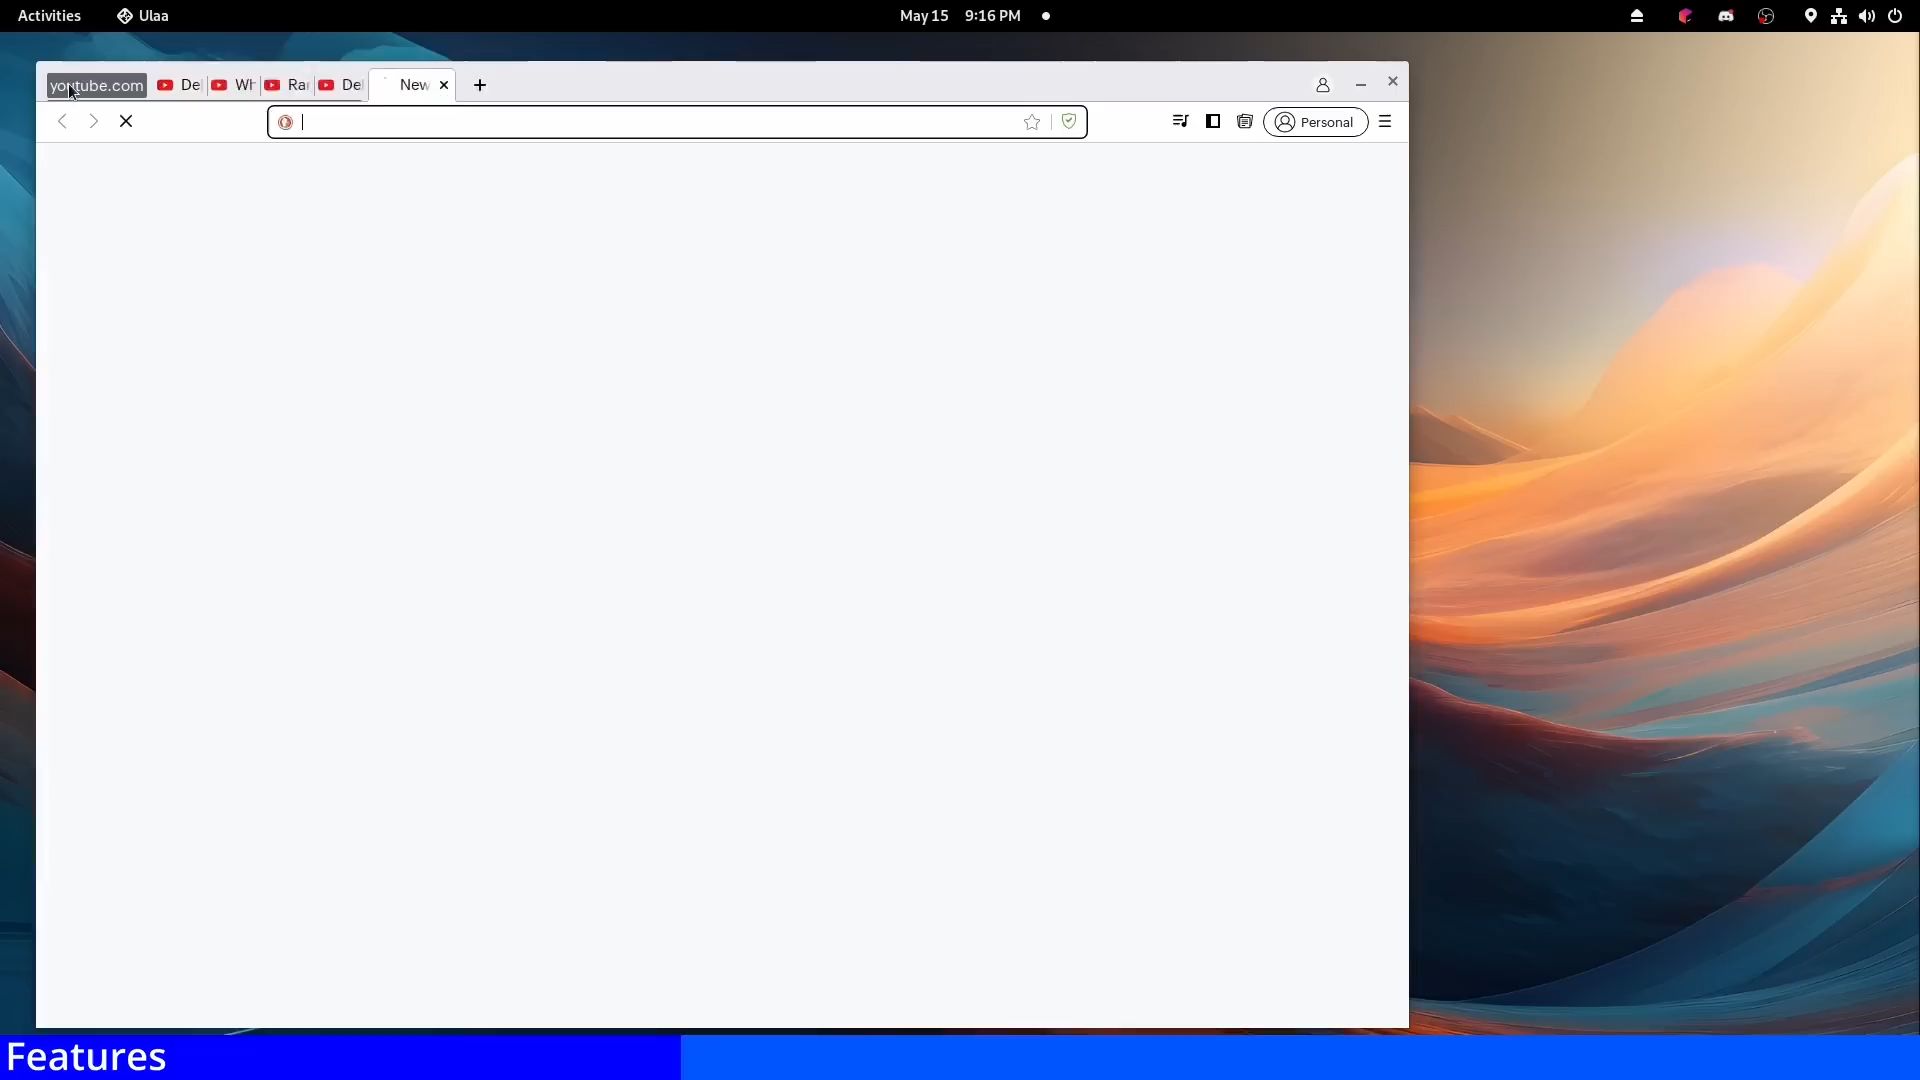 Activities Ulaa May 15 9:16 PM
youtube.com De Wh Ra De New
Personal
Features